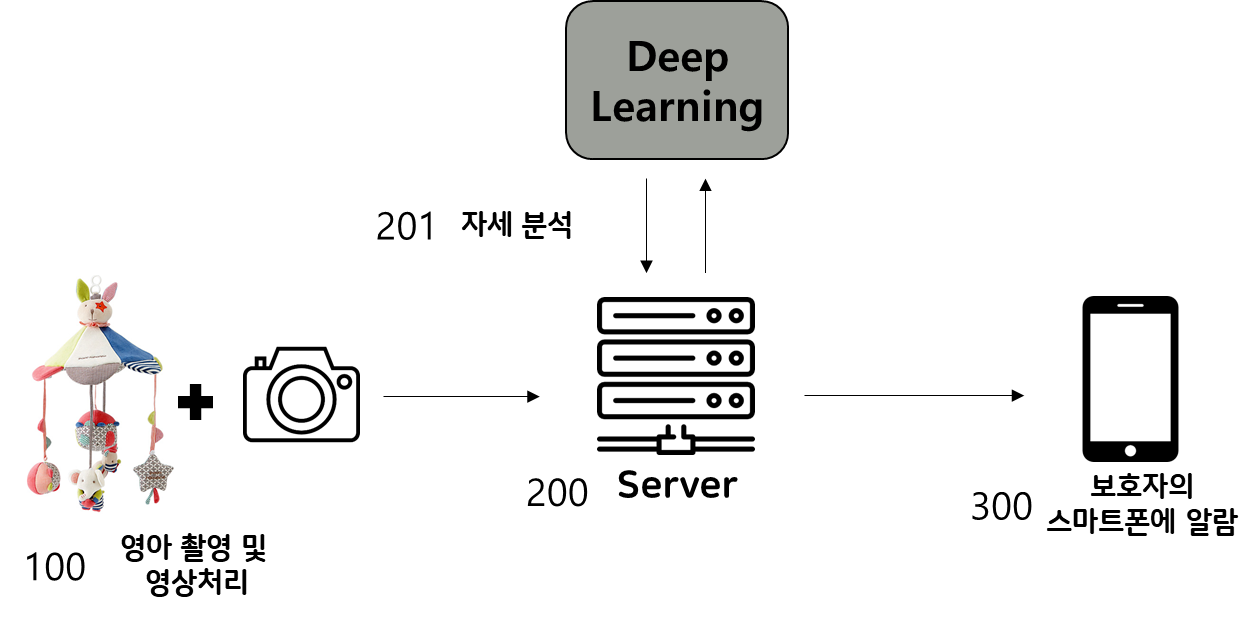 Deep
Learning
201 자세 분석
200 Server
300 보호자의
스마트폰에 알람
100 영아 촬영 및
영상처리